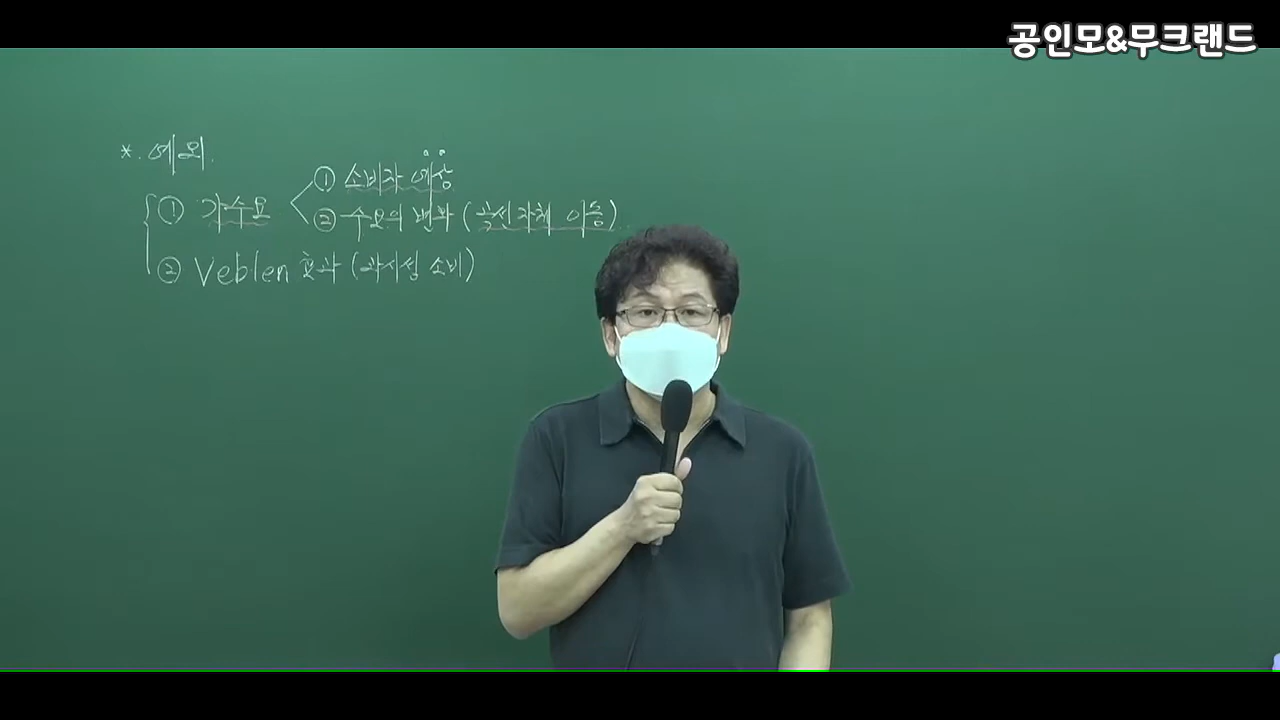 공인모&무크랜드
*. 예외.
① 가수요
① 소비자 예상
② 수요의 변화 (곡선자체 이동)
② Veblen 효과 (과시성 소비)